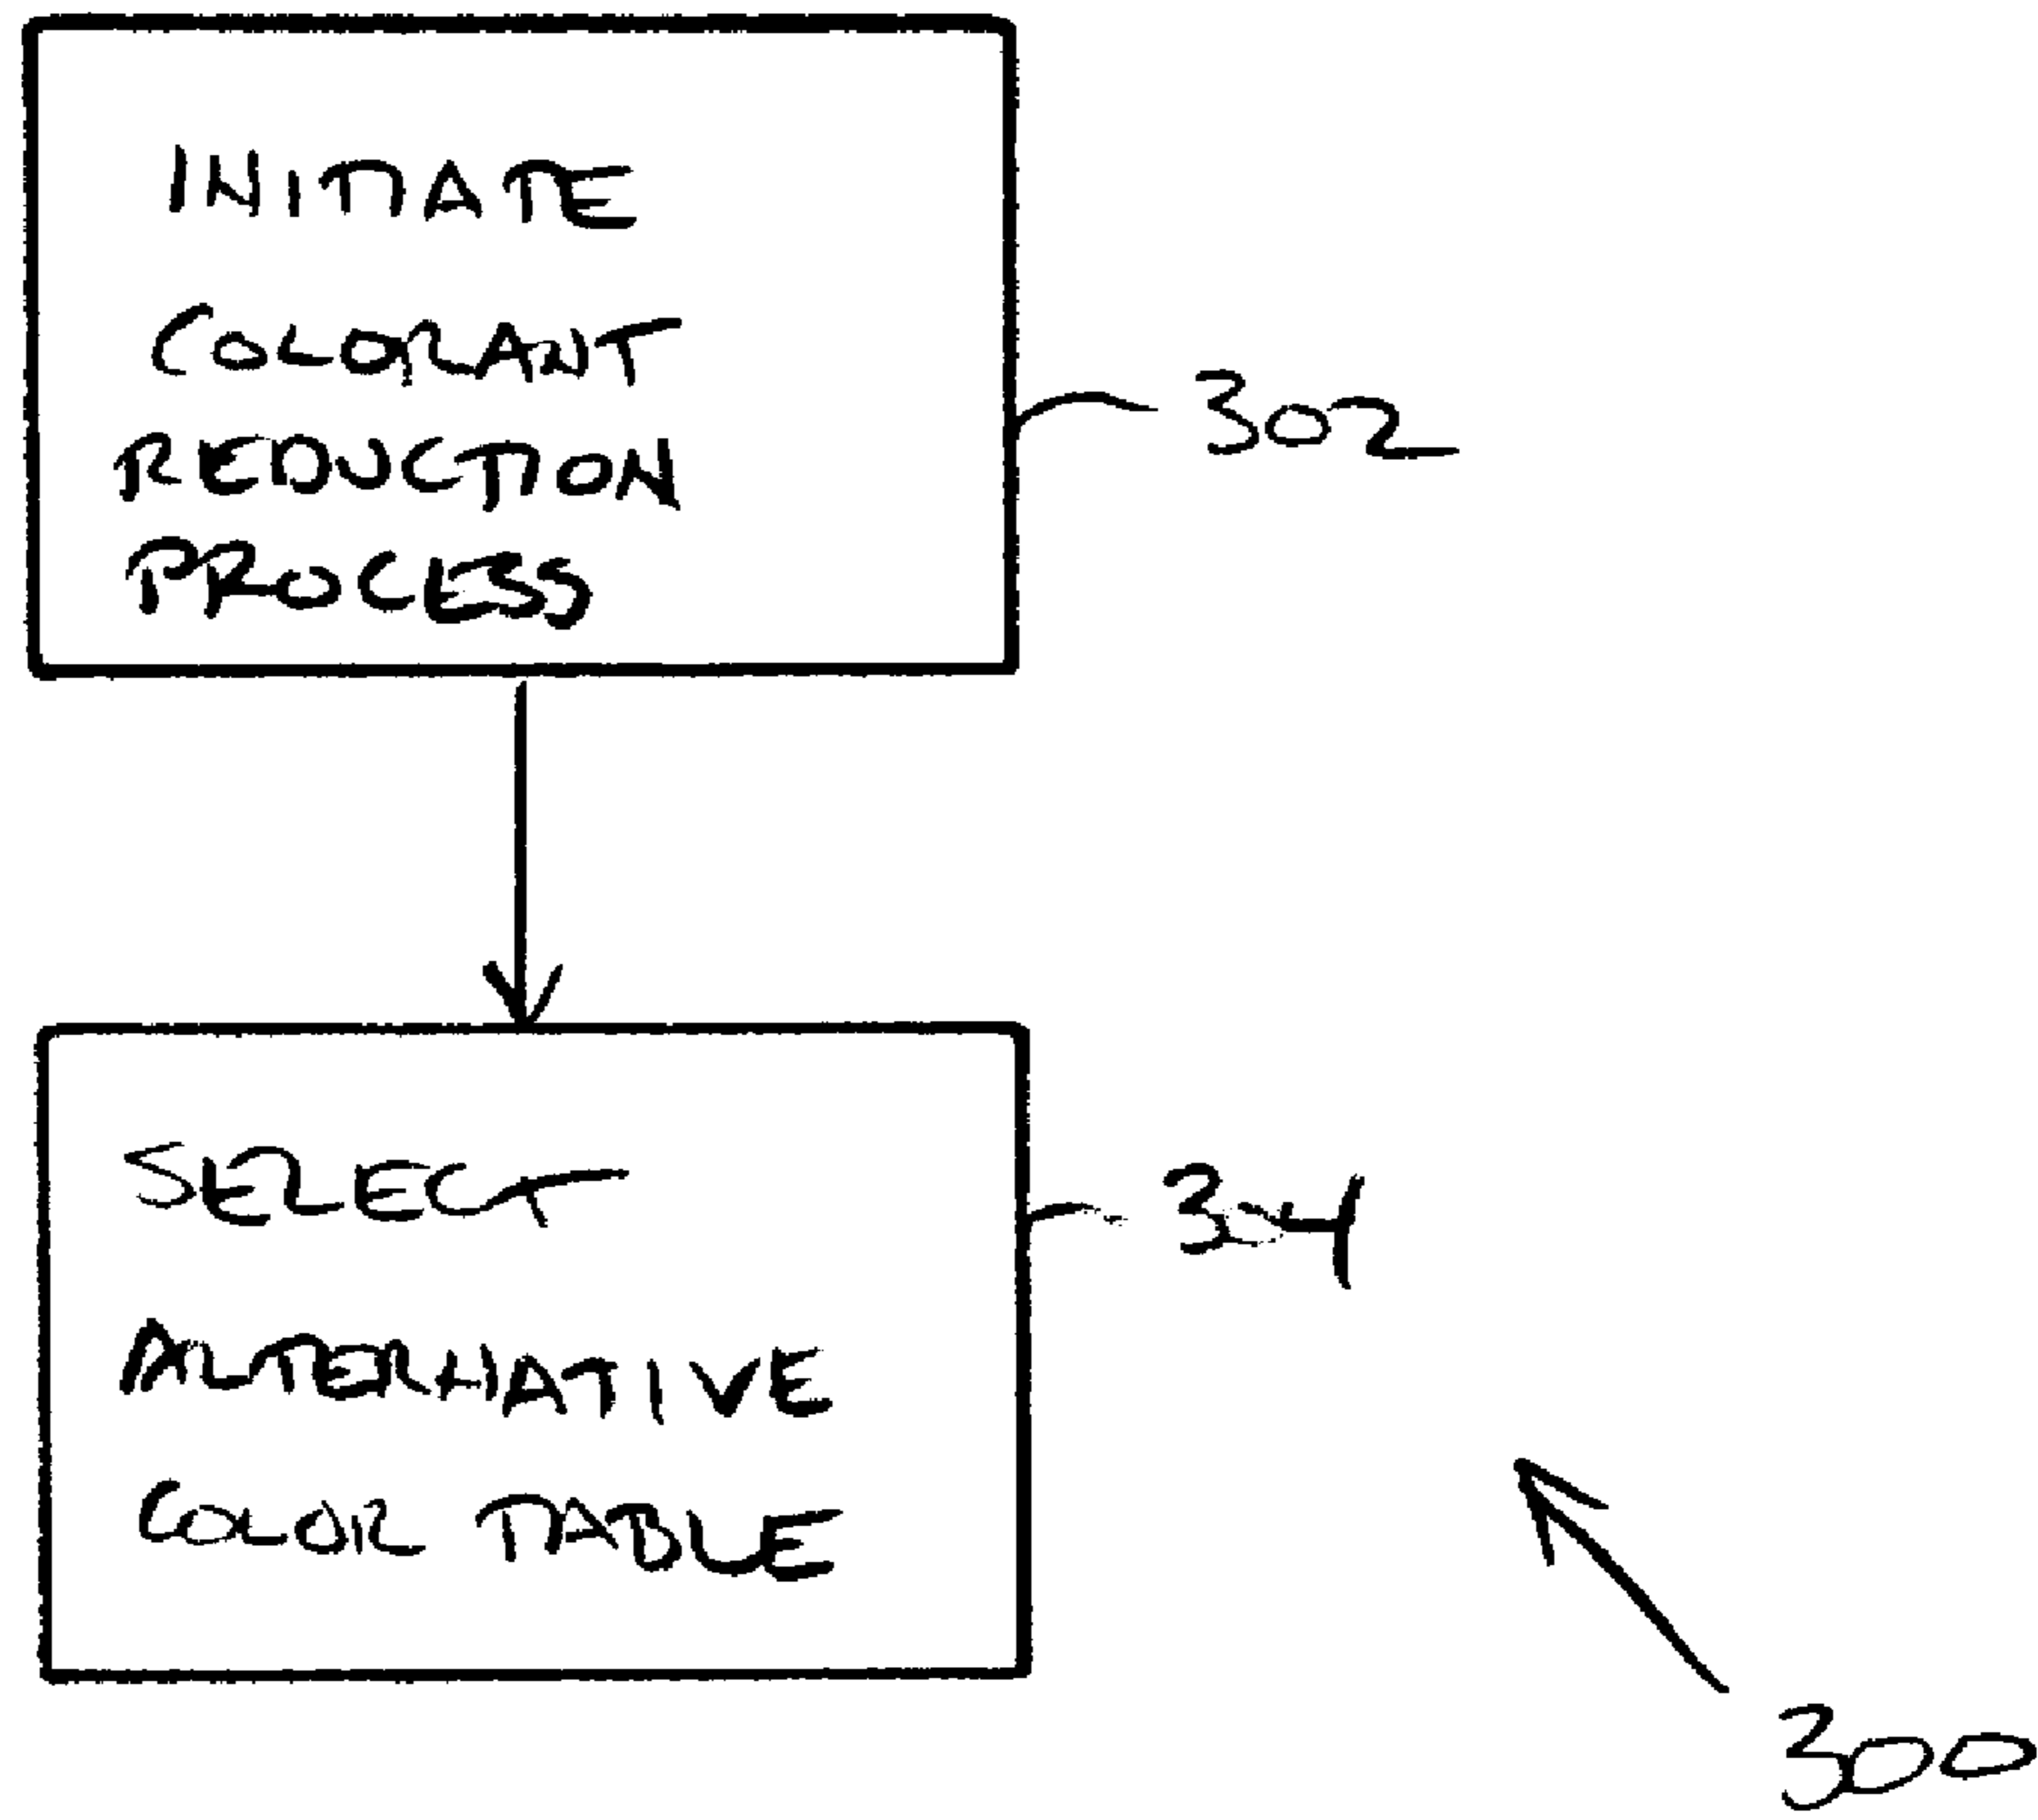 INITIATE
COLORANT
REDUCTION
PROCESS
302
SELECT
ALTERNATIVE
COLOR TABLE
304
300